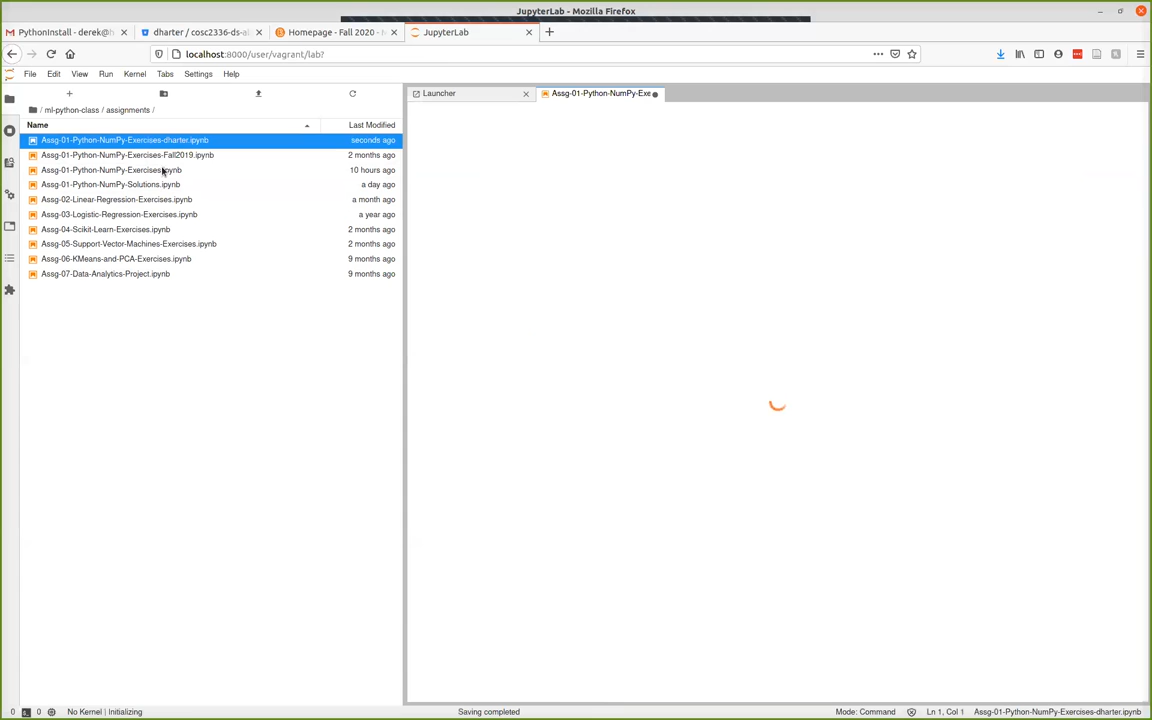 JupyterLab - Mozilla Firefox
PythonInstall - derek@h
dharter / cosc2336-ds-a
Homepage - Fall 2020 -
JupyterLab
localhost:8000/user/vagrant/lab?
File Edit View Run Kernel Tabs Settings Help
/ ml-python-class / assignments /
Launcher
Assg-01-Python-NumPy-Exe
Name Last Modified
Assg-01-Python-NumPy-Exercises-dharter.ipynb seconds ago
Assg-01-Python-NumPy-Exercises-Fall2019.ipynb 2 months ago
Assg-01-Python-NumPy-Exercises.ipynb 10 hours ago
Assg-01-Python-NumPy-Solutions.ipynb a day ago
Assg-02-Linear-Regression-Exercises.ipynb a month ago
Assg-03-Logistic-Regression-Exercises.ipynb a year ago
Assg-04-Scikit-Learn-Exercises.ipynb 2 months ago
Assg-05-Support-Vector-Machines-Exercises.ipynb 2 months ago
Assg-06-KMeans-and-PCA-Exercises.ipynb 9 months ago
Assg-07-Data-Analytics-Project.ipynb 9 months ago
0 0 No Kernel | Initializing Saving completed Mode: Command Ln 1, Col 1 Assg-01-Python-NumPy-Exercises-dharter.ipynb